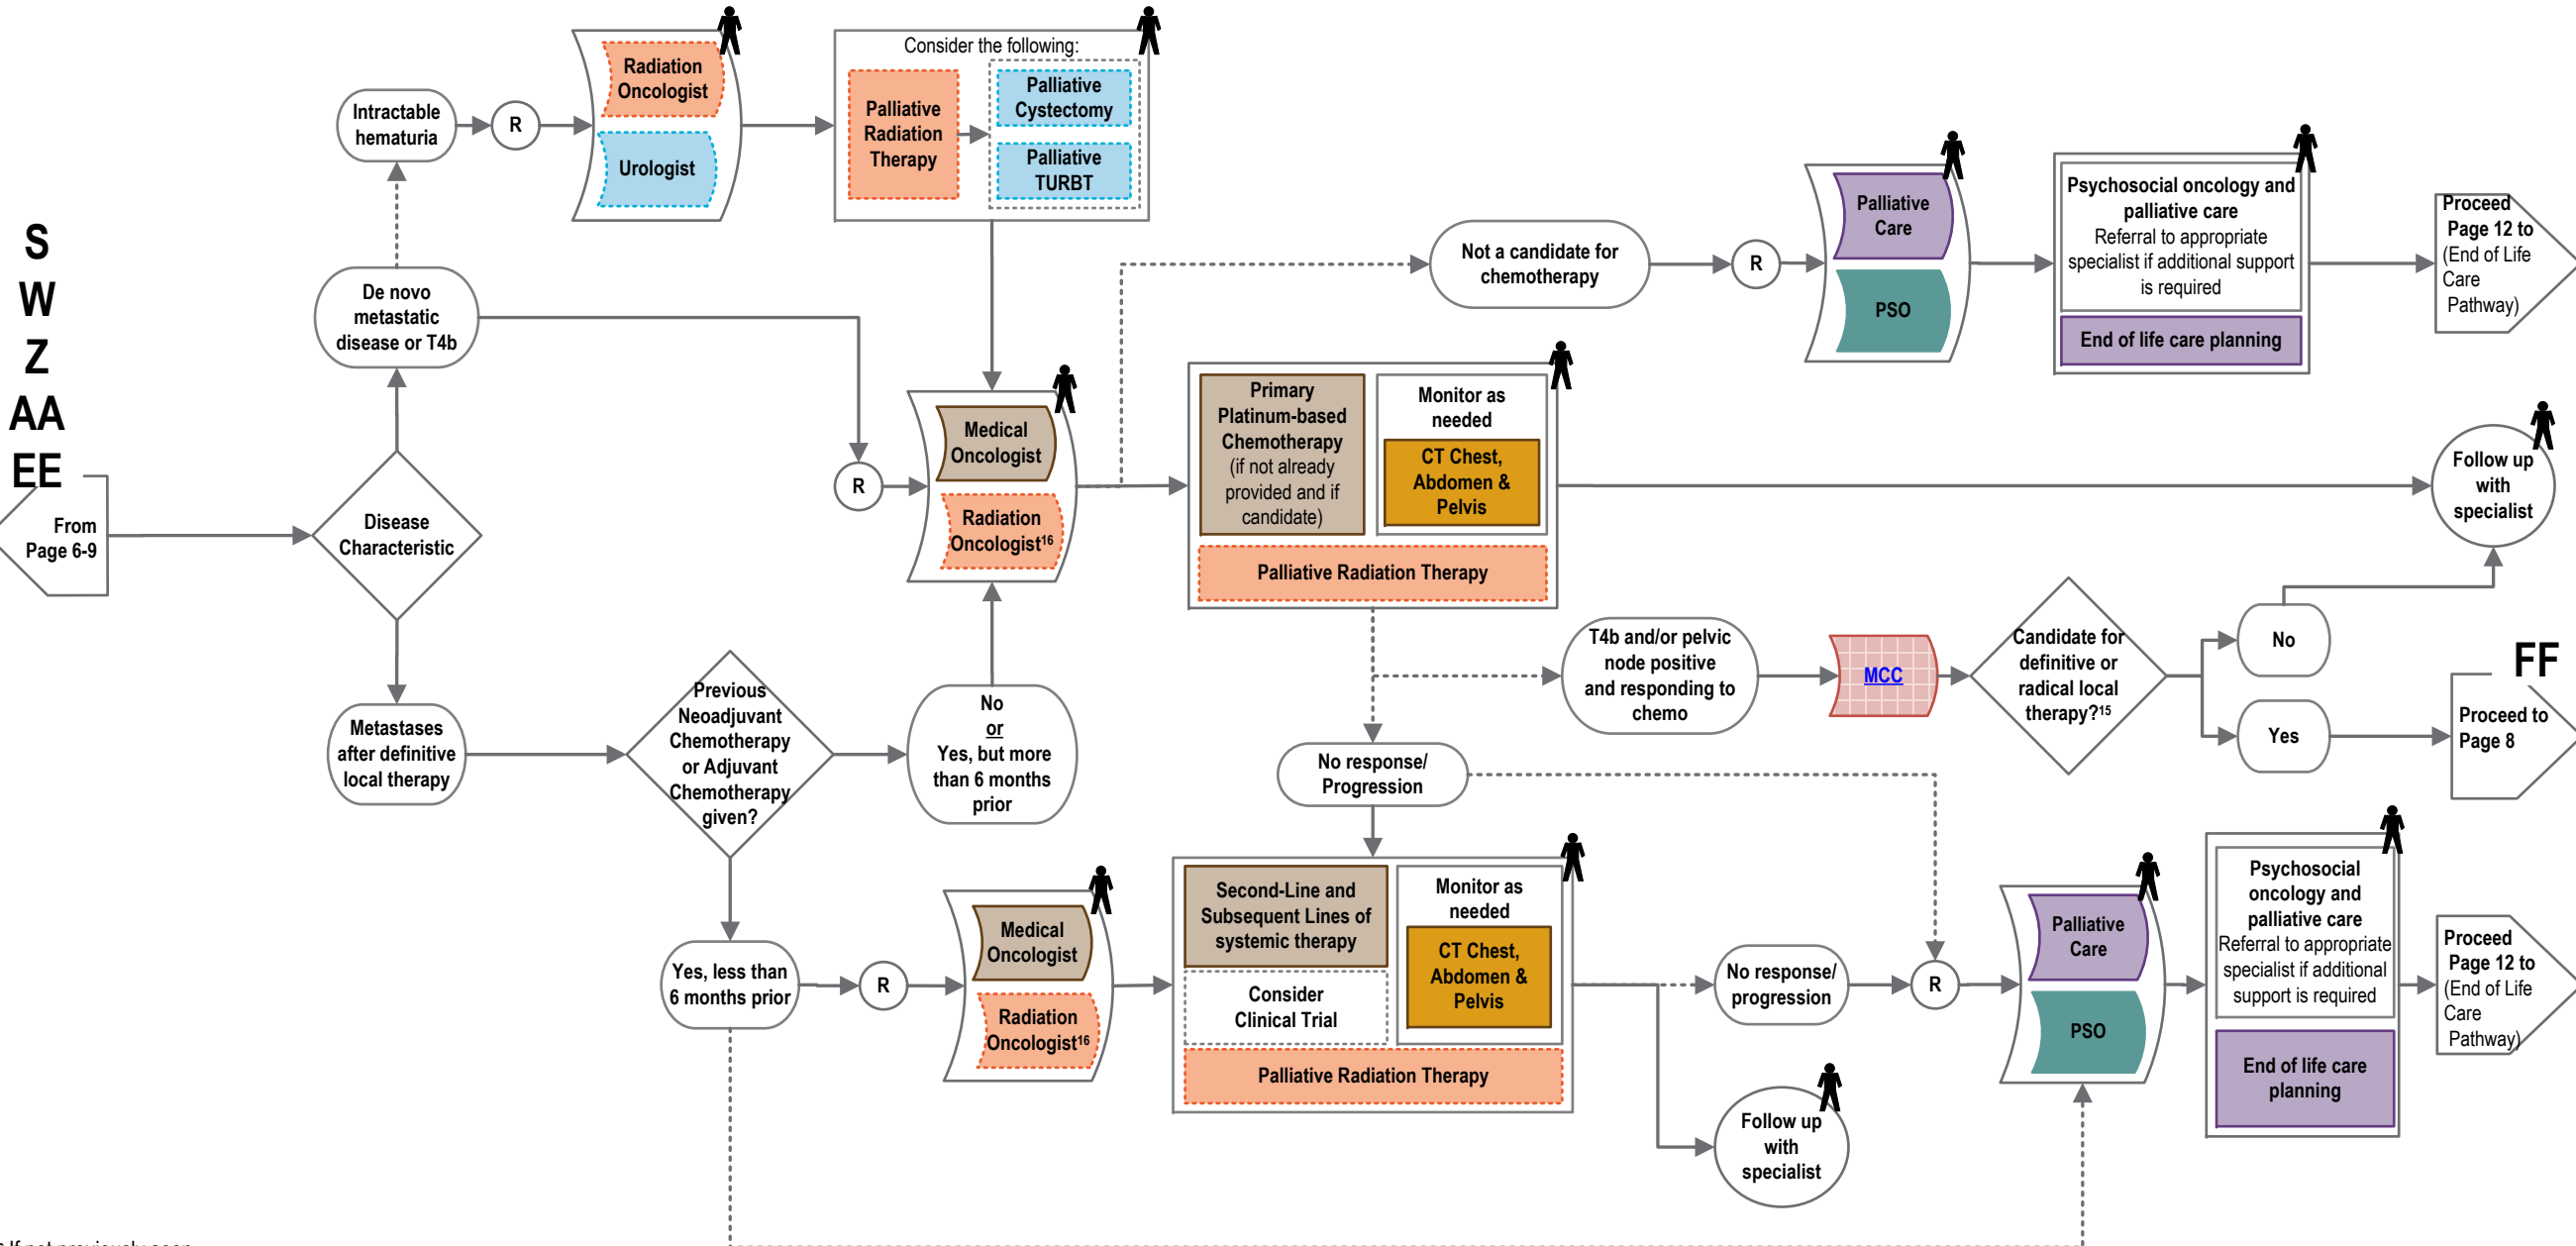 S
W
Z
AA
EE
From
Page 6-9
Disease
Characteristic
De novo
metastatic
disease or T4b
Intractable
hematuria
R
Radiation
Oncologist
Urologist
Consider the following:
Palliative
Radiation
Therapy
Palliative
Cystectomy
Palliative
TURBT
R
Medical
Oncologist
Radiation
Oncologist¹⁶
Not a candidate for
chemotherapy
R
Palliative
Care
PSO
Psychosocial oncology and
palliative care
Referral to appropriate
specialist if additional support
is required
End of life care planning
Proceed
Page 12 to
(End of Life
Care
Pathway)
Primary
Platinum-based
Chemotherapy
(if not already
provided and if
candidate)
Monitor as
needed
CT Chest,
Abdomen &
Pelvis
Palliative Radiation Therapy
Follow up
with
specialist
T4b and/or pelvic
node positive
and responding to
chemo
MCC
Candidate for
definitive or
radical local
therapy?¹⁵
No
Yes
FF
Proceed to
Page 8
Metastases
after definitive
local therapy
Previous
Neoadjuvant
Chemotherapy
or Adjuvant
Chemotherapy
given?
No
or
Yes, but more
than 6 months
prior
No response/
Progression
Yes, less than
6 months prior
R
Medical
Oncologist
Radiation
Oncologist¹⁶
Second-Line and
Subsequent Lines of
systemic therapy
Consider
Clinical Trial
Monitor as
needed
CT Chest,
Abdomen &
Pelvis
Palliative Radiation Therapy
No response/
progression
R
Follow up
with
specialist
Palliative
Care
PSO
Psychosocial
oncology and
palliative care
Referral to appropriate
specialist if additional
support is required
End of life care
planning
Proceed
Page 12 to
(End of Life
Care
Pathway)